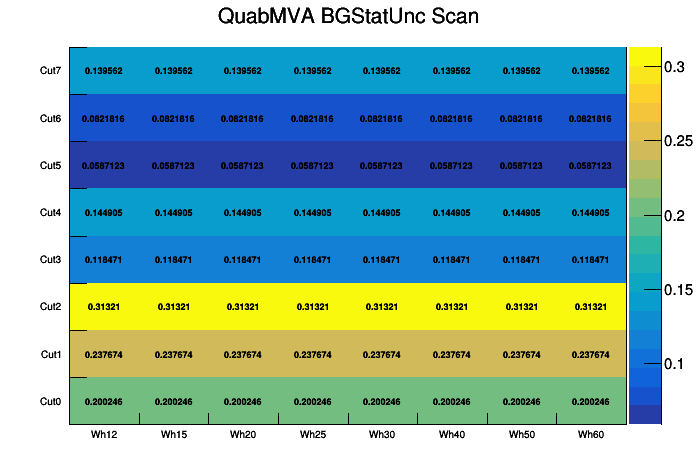 QuabMVA BGStatUnc Scan
Cut7 0.139562 0.139562 0.139562 0.139562 0.139562 0.139562 0.139562 0.139562
Cut6 0.0821816 0.0821816 0.0821816 0.0821816 0.0821816 0.0821816 0.0821816 0.0821816
Cut5 0.0587123 0.0587123 0.0587123 0.0587123 0.0587123 0.0587123 0.0587123 0.0587123
Cut4 0.144905 0.144905 0.144905 0.144905 0.144905 0.144905 0.144905 0.144905
Cut3 0.118471 0.118471 0.118471 0.118471 0.118471 0.118471 0.118471 0.118471
Cut2 0.31321 0.31321 0.31321 0.31321 0.31321 0.31321 0.31321 0.31321
Cut1 0.237674 0.237674 0.237674 0.237674 0.237674 0.237674 0.237674 0.237674
Cut0 0.200246 0.200246 0.200246 0.200246 0.200246 0.200246 0.200246 0.200246
Wh12 Wh15 Wh20 Wh25 Wh30 Wh40 Wh50 Wh60
0.3
0.25
0.2
0.15
0.1